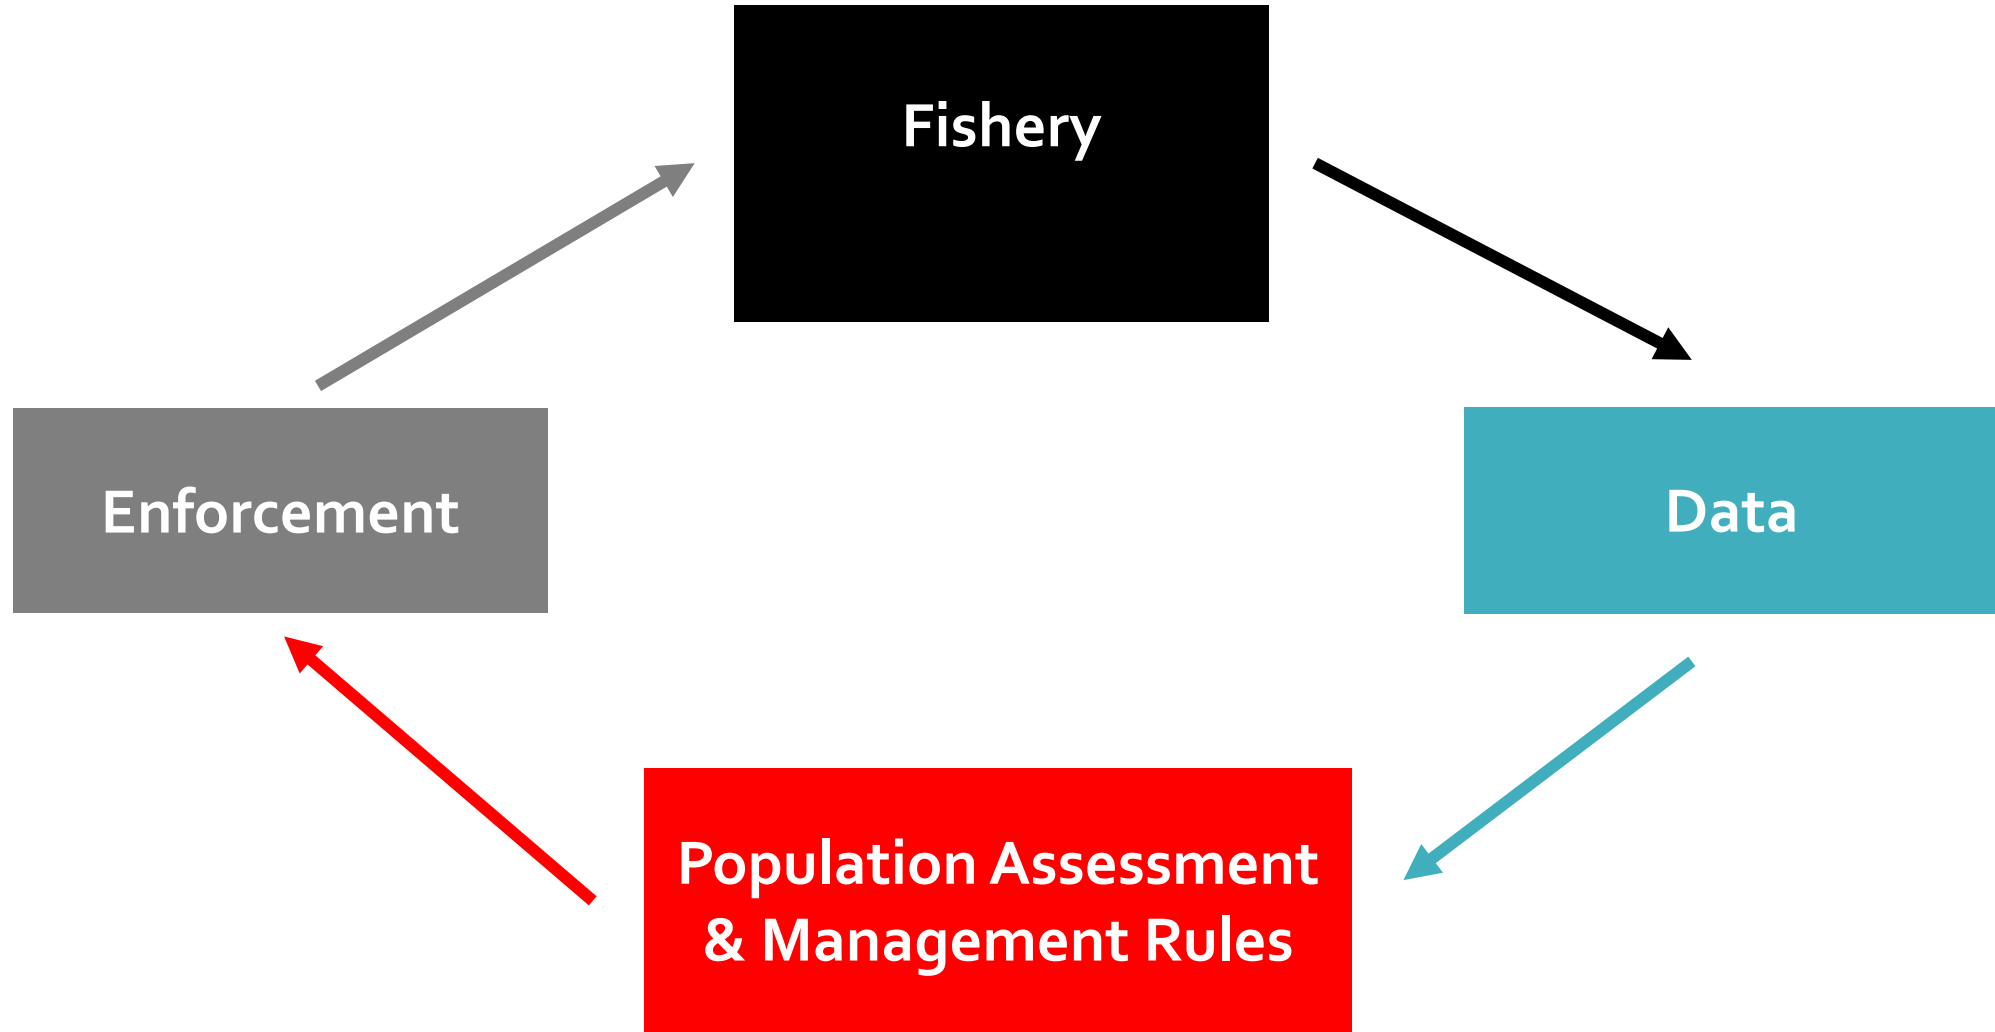 Fishery
Enforcement
Data
Population Assessment
& Management Rules